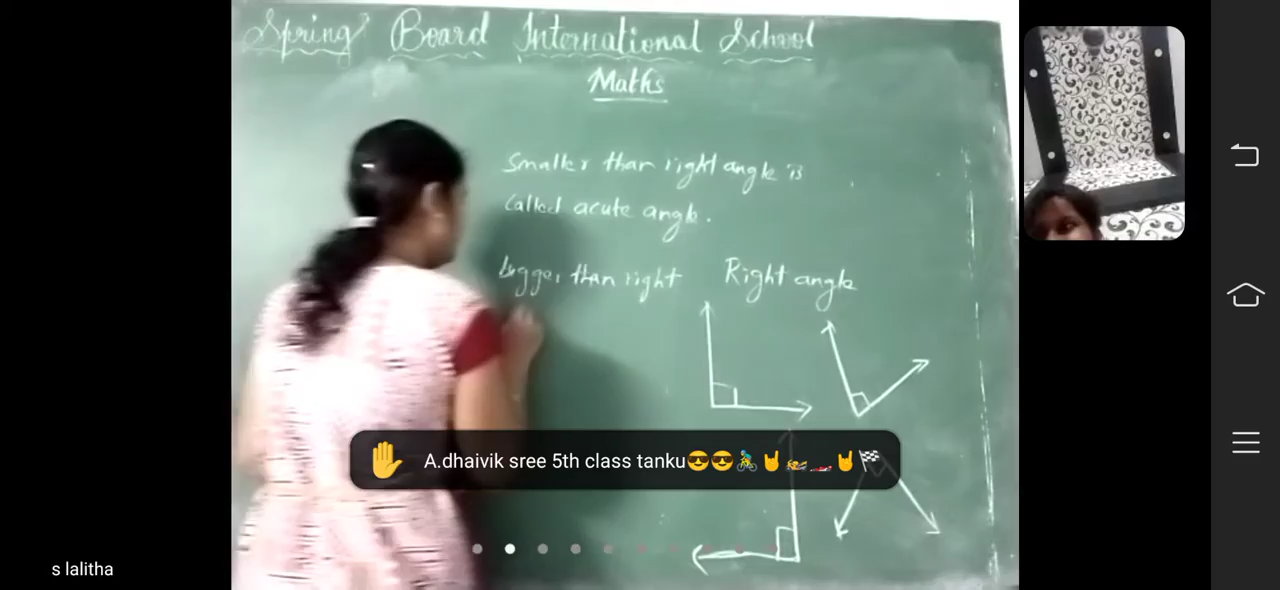 Spring Board International School
Maths
Smaller than right angle is
called acute angle.
bigger than right
Right angle
✋ A.dhaivik sree 5th class tanku😎😎🚴🤘🏍️🏎️🤘🏁
s lalitha